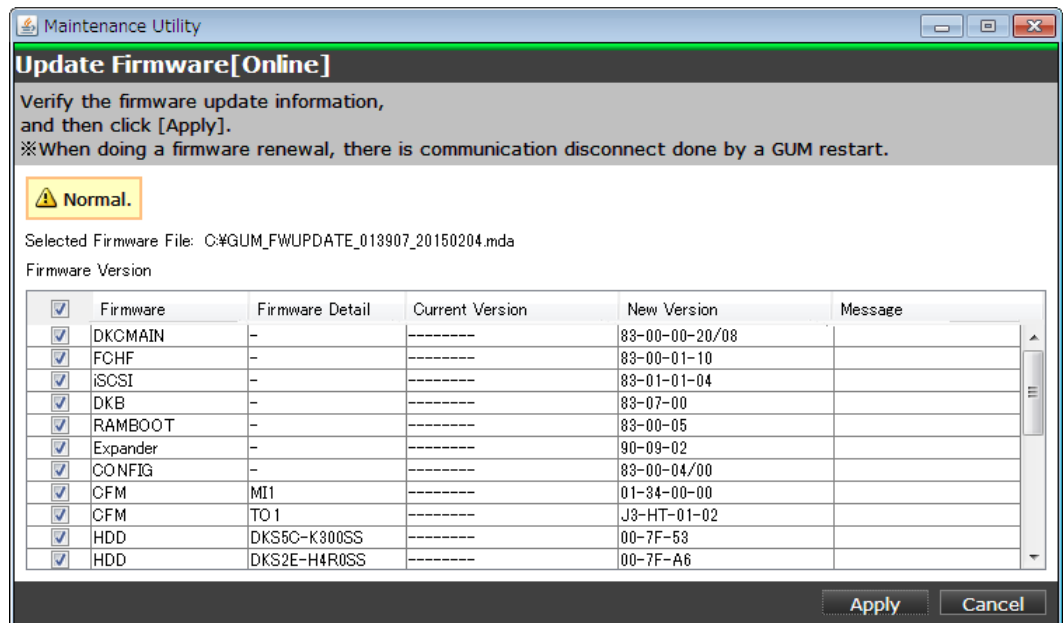 Maintenance Utility
Update Firmware[Online]
Verify the firmware update information,
and then click [Apply].
※When doing a firmware renewal, there is communication disconnect done by a GUM restart.
Normal.
Selected Firmware File: C:¥GUM_FWUPDATE_013907_20150204.mda
Firmware Version
Firmware Firmware Detail Current Version New Version Message
DKCMAIN - -------- 83-00-00-20/08
FCHF - -------- 83-00-01-10
iSCSI - -------- 83-01-01-04
DKB - -------- 83-07-00
RAMBOOT - -------- 83-00-05
Expander - -------- 90-09-02
CONFIG - -------- 83-00-04/00
CFM MI1 -------- 01-34-00-00
CFM TO1 -------- J3-HT-01-02
HDD DKS5C-K300SS -------- 00-7F-53
HDD DKS2E-H4R0SS -------- 00-7F-A6
Apply Cancel